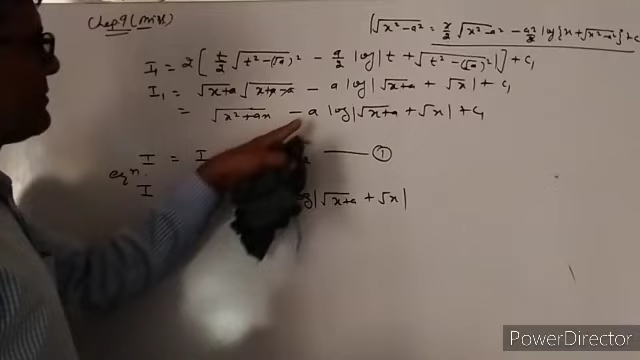 Chap 9 (Misc)
∫√x²-a² = x/2 √x²-a² - a²/2 log{x+√x²-a²}+c
I₁ = 2[ t/2 √t²-(√a)² - a/2 log|t + √t²-(√a)²| ] + C₁
I₁ = √x+a √x+a-a - a log|√x+a + √x| + C₁
= √x²+ax - a log|√x+a + √x| + C₁
I = I ①
eqn.
I log|√x+a + √x|
PowerDirector